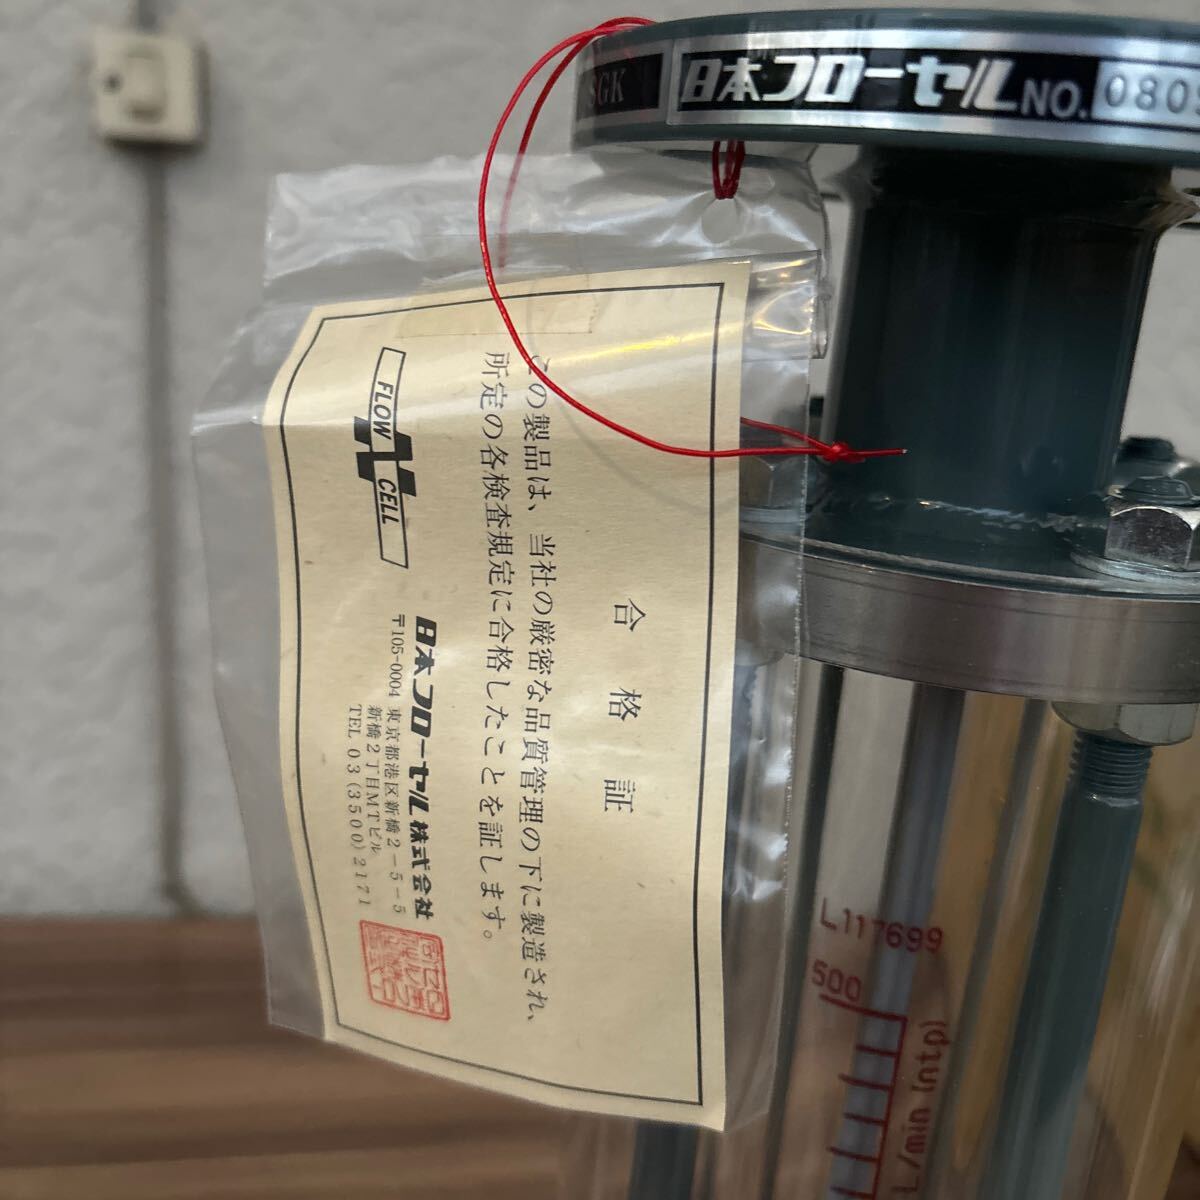 SGK
日本フローセル NO. 080
合格証
この製品は、当社の厳密な品質管理の下に製造され、
所定の各検査規定に合格したことを証します。
FLOW CELL
N
日本フローセル株式会社
〒105-0004 東京都港区新橋2-5-5
新橋2丁目MTビル
TEL 03(3500)2171
L117699
500
L/min (ntp)